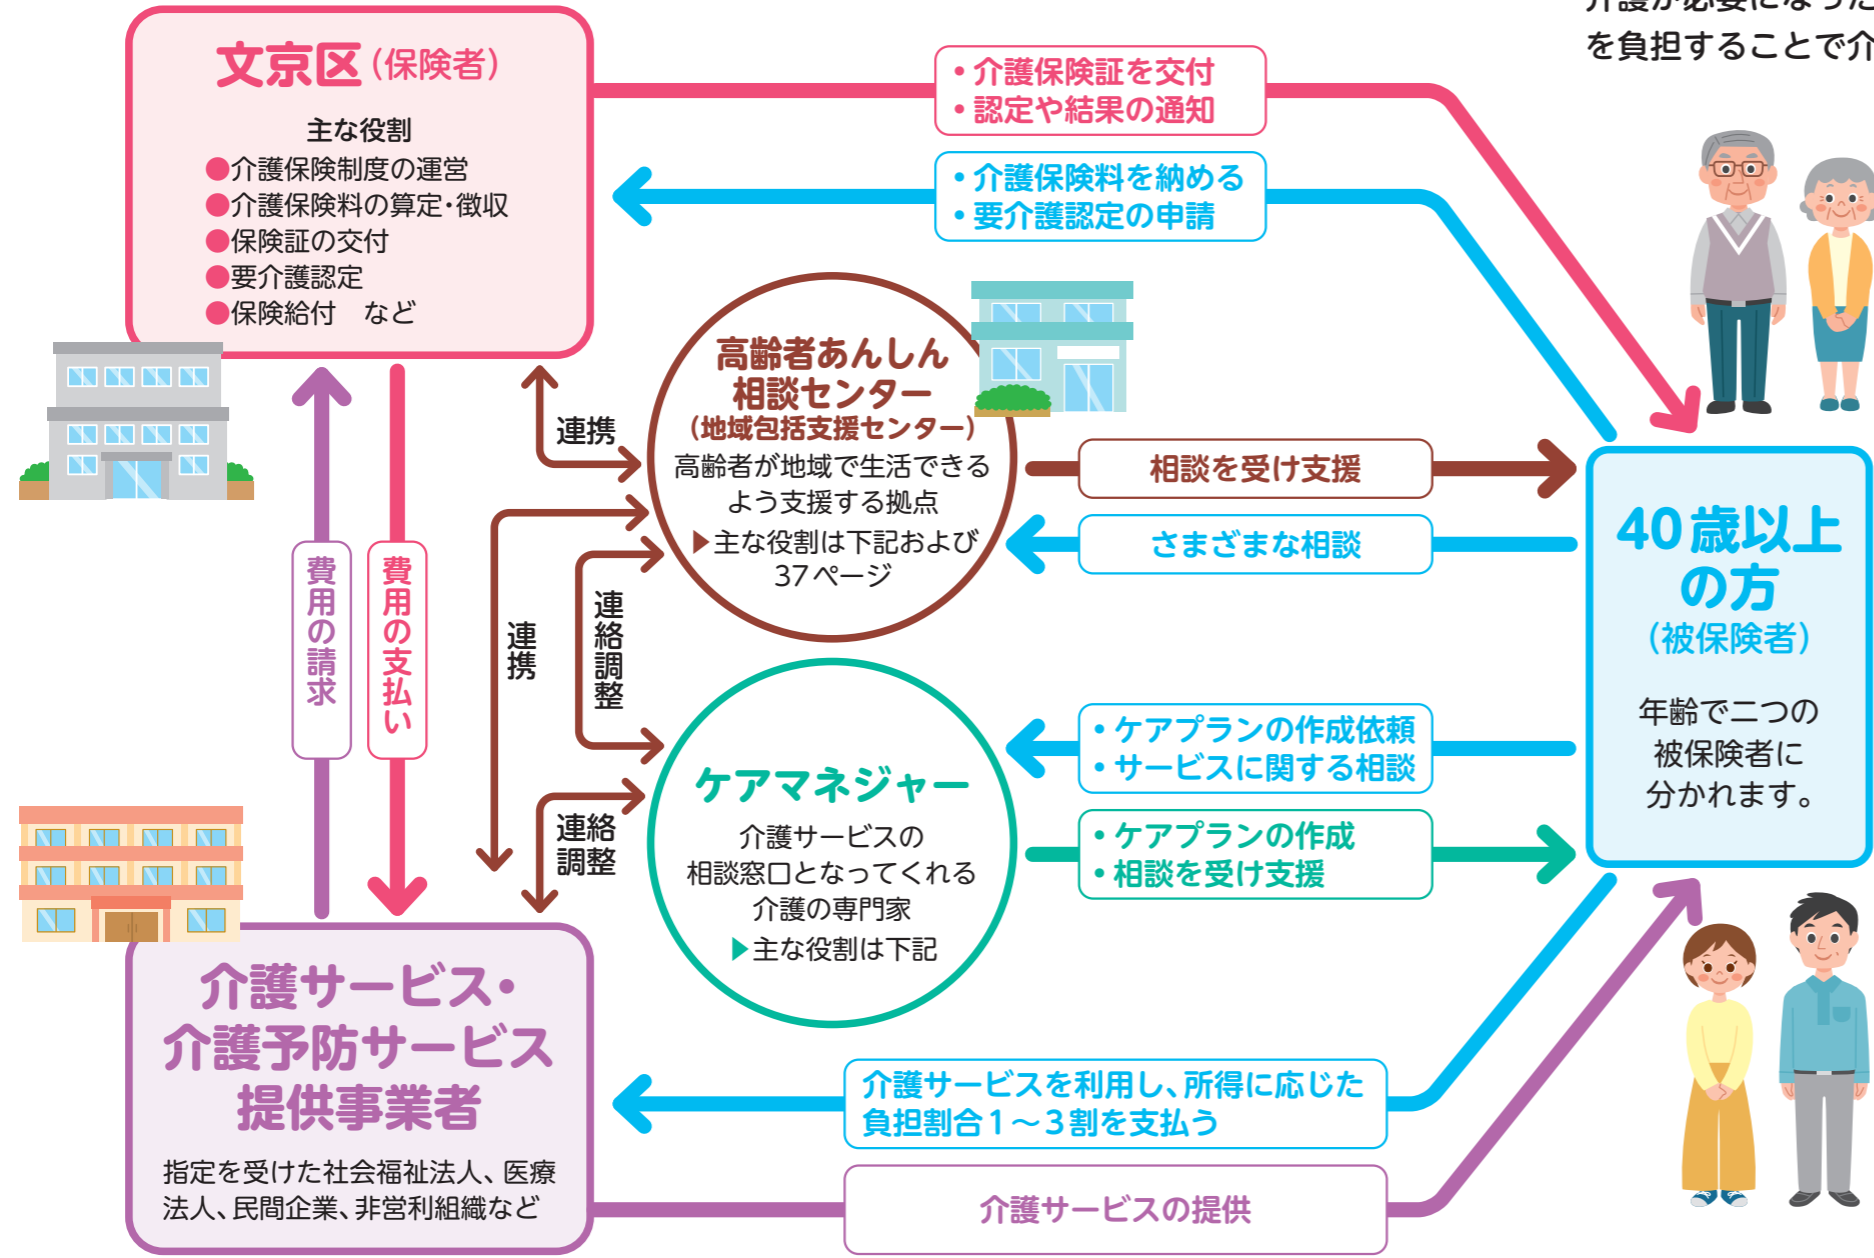 を負担することで介
文京区(保険者)
主な役割
●介護保険制度の運営
●介護保険料の算定・徴収
●保険証の交付
●要介護認定
●保険給付　など
・介護保険証を交付
・認定や結果の通知
・介護保険料を納める
・要介護認定の申請
高齢者あんしん
相談センター
(地域包括支援センター)
高齢者が地域で生活できる
よう支援する拠点
▶主な役割は下記および
37ページ
連携
連携
連絡調整
連絡
調整
費用の請求
費用の支払い
相談を受け支援
さまざまな相談
40歳以上
の方
(被保険者)
年齢で二つの
被保険者に
分かれます。
ケアマネジャー
介護サービスの
相談窓口となってくれる
介護の専門家
▶主な役割は下記
・ケアプランの作成依頼
・サービスに関する相談
・ケアプランの作成
・相談を受け支援
介護サービス・
介護予防サービス
提供事業者
指定を受けた社会福祉法人、医療
法人、民間企業、非営利組織など
介護サービスを利用し、所得に応じた
負担割合1～3割を支払う
介護サービスの提供